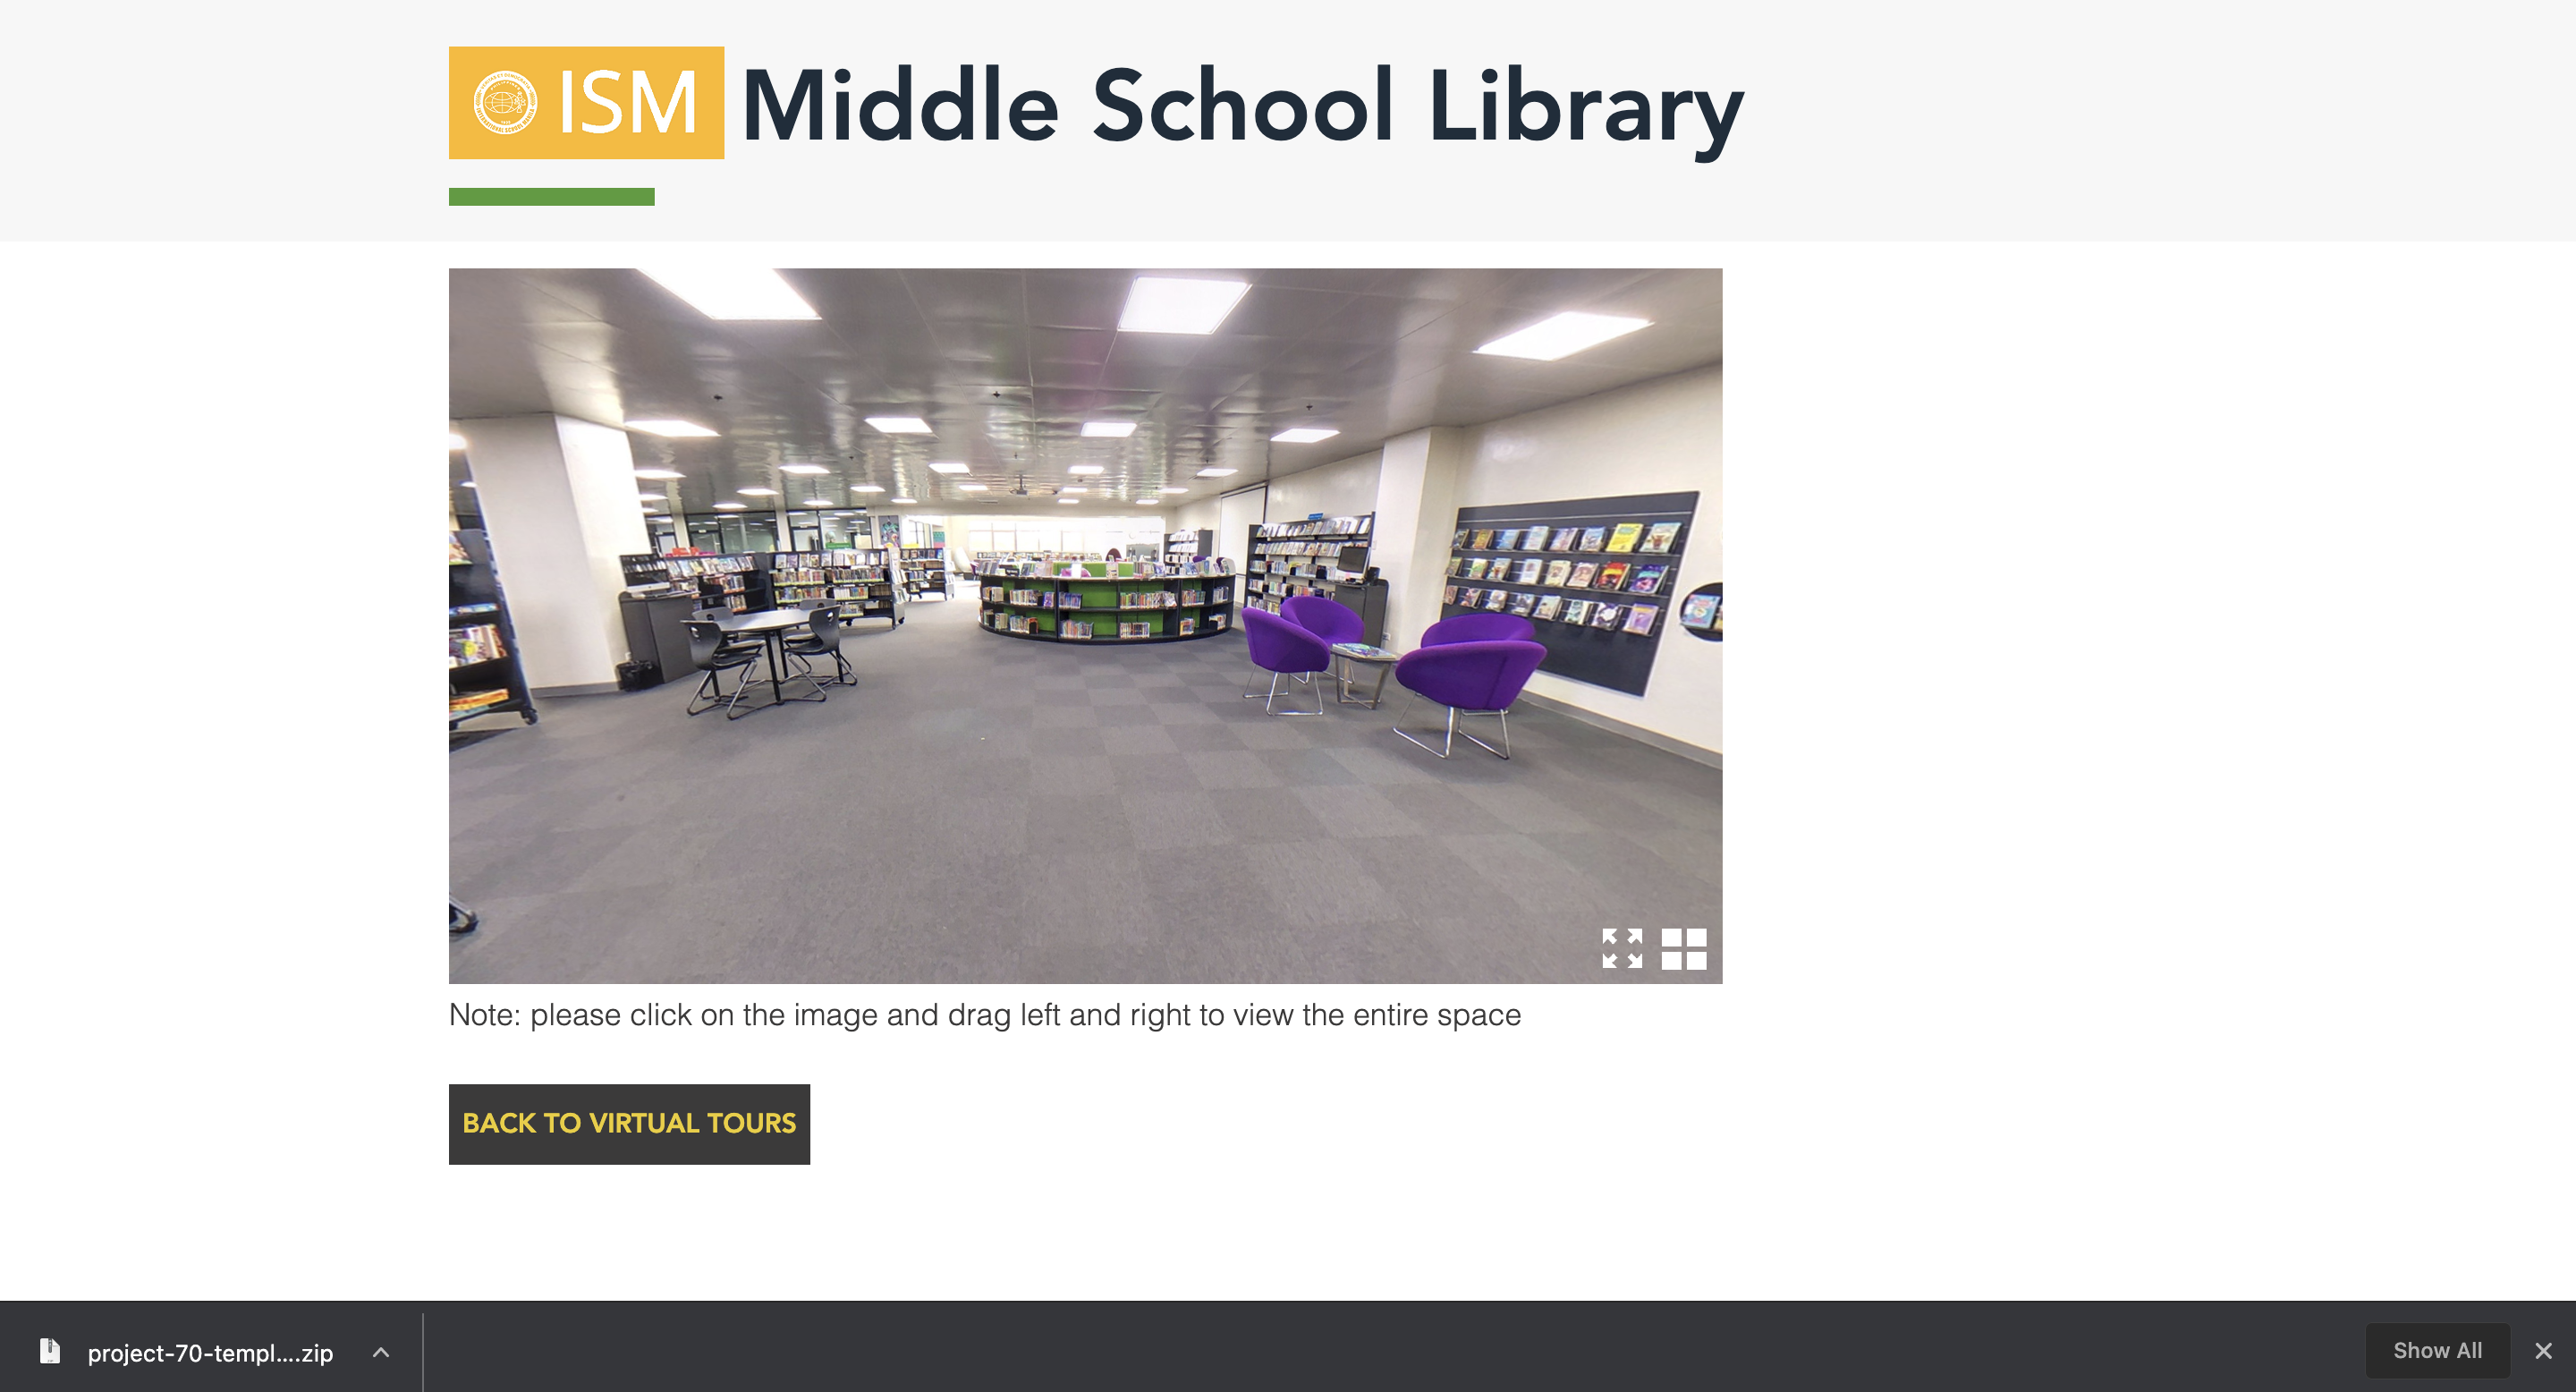 ISM Middle School Library
Note: please click on the image and drag left and right to view the entire space
BACK TO VIRTUAL TOURS
project-70-templ....zip
Show All